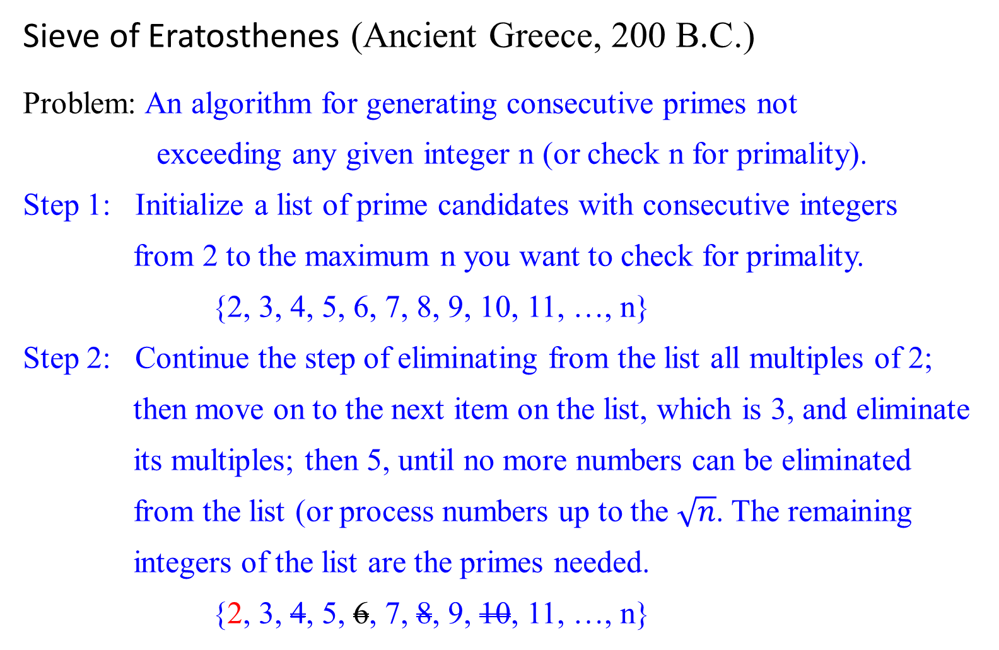 Sieve of Eratosthenes (Ancient Greece, 200 B.C.)
Problem: An algorithm for generating consecutive primes not
exceeding any given integer n (or check n for primality).
Step 1: Initialize a list of prime candidates with consecutive integers
from 2 to the maximum n you want to check for primality.
{2, 3, 4, 5, 6, 7, 8, 9, 10, 11, …, n}
Step 2: Continue the step of eliminating from the list all multiples of 2;
then move on to the next item on the list, which is 3, and eliminate
its multiples; then 5, until no more numbers can be eliminated
from the list (or process numbers up to the √n. The remaining
integers of the list are the primes needed.
{2, 3, 4, 5, 6, 7, 8, 9, 10, 11, …, n}